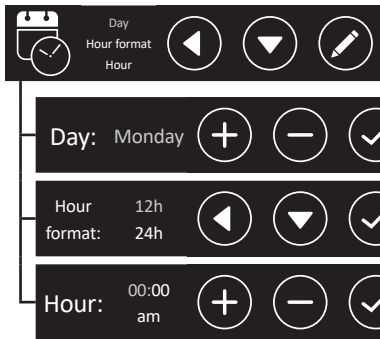 Day
Hour format
Hour
Day: Monday
Hour 12h
format: 24h
Hour: 00:00
am